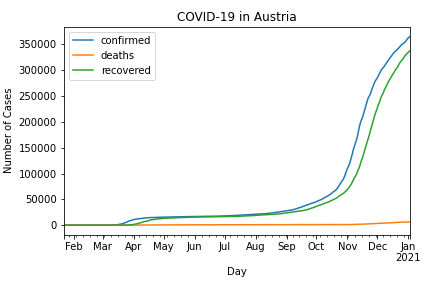 COVID-19 in Austria
confirmed
deaths
recovered
Number of Cases
350000
300000
250000
200000
150000
100000
50000
0
Feb Mar Apr May Jun Jul Aug Sep Oct Nov Dec Jan
2021
Day